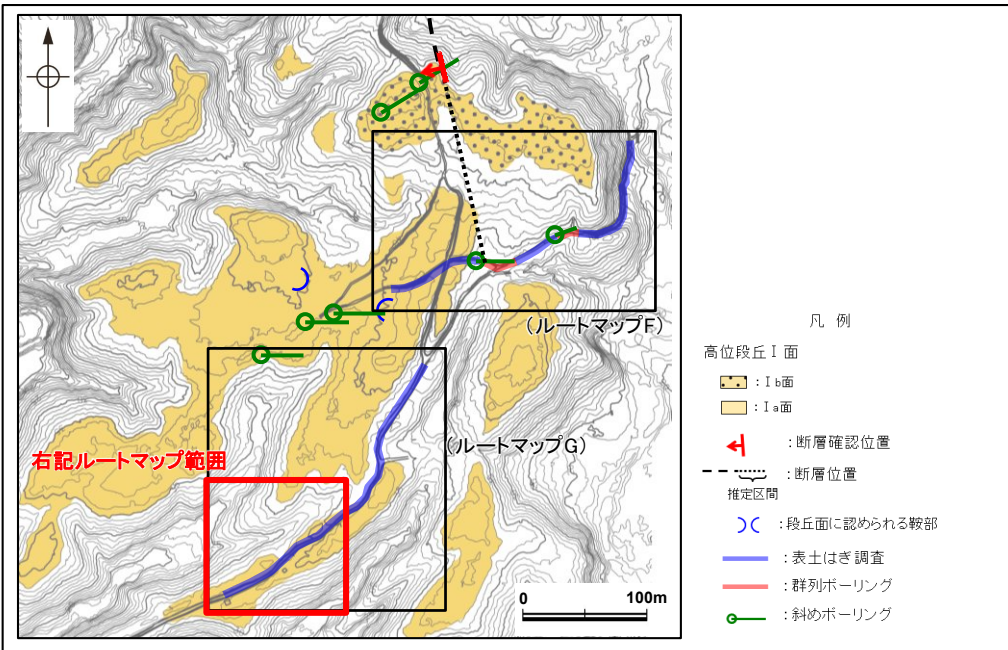 (ルートマップF)
(ルートマップG)
右記ルートマップ範囲
0 100m
凡 例
高位段丘Ⅰ面
：Ⅰb面
：Ⅰa面
：断層確認位置
：断層位置
推定区間
：段丘面に認められる鞍部
：表土はぎ調査
：群列ボーリング
：斜めボーリング